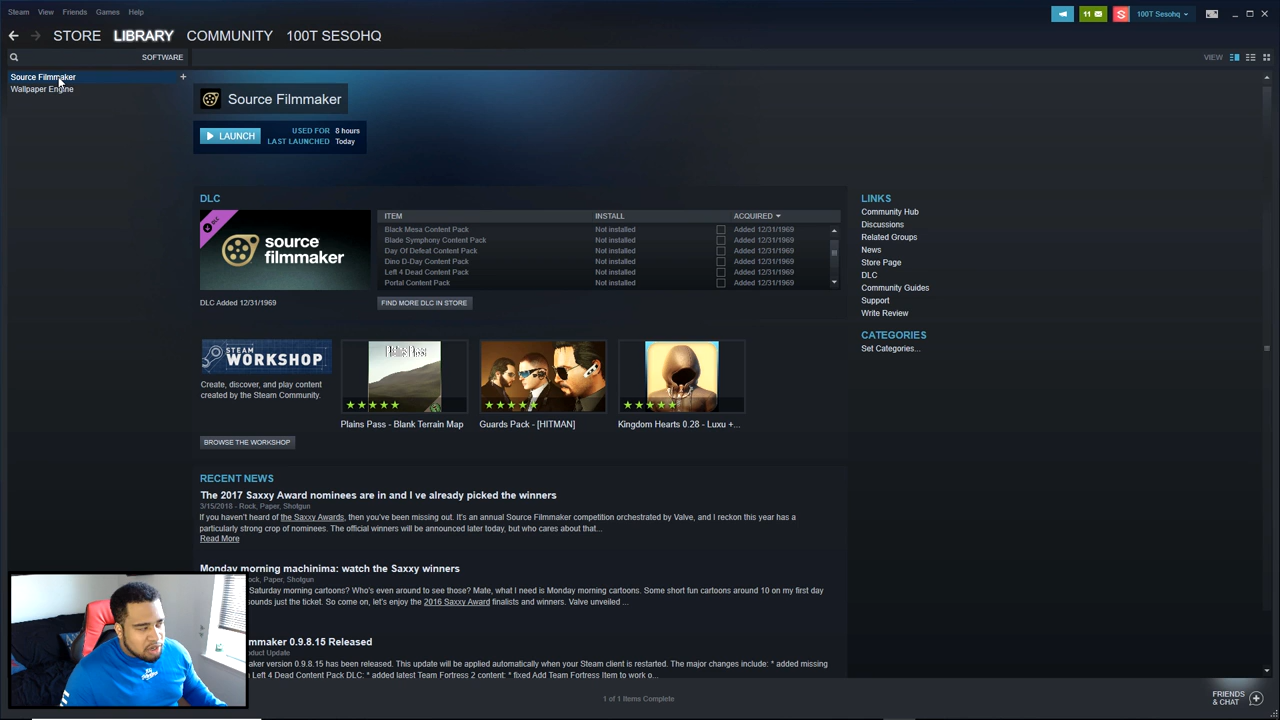 Steam View Friends Games Help
11
100T Sesohq
STORE LIBRARY COMMUNITY 100T SESOHQ
SOFTWARE
VIEW
Source Filmmaker +
Wallpaper Engine
Source Filmmaker
LAUNCH
USED FOR 8 hours
LAST LAUNCHED Today
DLC
DLC
source
filmmaker
DLC Added 12/31/1969
ITEM INSTALL ACQUIRED
Black Mesa Content Pack Not installed Added 12/31/1969
Blade Symphony Content Pack Not installed Added 12/31/1969
Day Of Defeat Content Pack Not installed Added 12/31/1969
Dino D-Day Content Pack Not installed Added 12/31/1969
Left 4 Dead Content Pack Not installed Added 12/31/1969
Portal Content Pack Not installed Added 12/31/1969
FIND MORE DLC IN STORE
LINKS
Community Hub
Discussions
Related Groups
News
Store Page
DLC
Community Guides
Support
Write Review
CATEGORIES
Set Categories...
STEAM
WORKSHOP
Create, discover, and play content
created by the Steam Community.
BROWSE THE WORKSHOP
Plains Pass
Plains Pass - Blank Terrain Map
Guards Pack - [HITMAN]
Kingdom Hearts 0.28 - Luxu +...
RECENT NEWS
The 2017 Saxxy Award nominees are in and I ve already picked the winners
3/15/2018 - Rock, Paper, Shotgun
If you haven't heard of the Saxxy Awards, then you've been missing out. It's an annual Source Filmmaker competition orchestrated by Valve, and I reckon this year has a
particularly strong crop of nominees. The official winners will be announced later today, but who cares about that...
Read More
Monday morning machinima: watch the Saxxy winners
ock, Paper, Shotgun
Saturday morning cartoons? Who's even around to see those? Mate, what I need is Monday morning cartoons. Some short fun cartoons around 10 on my first day
ounds just the ticket. So come on, let's enjoy the 2016 Saxxy Award finalists and winners. Valve unveiled ...
mmaker 0.9.8.15 Released
duct Update
aker version 0.9.8.15 has been released. This update will be applied automatically when your Steam client is restarted. The major changes include: * added missing
Left 4 Dead Content Pack DLC: * added latest Team Fortress 2 content: * fixed Add Team Fortress Item to work o...
1 of 1 Items Complete
FRIENDS
& CHAT